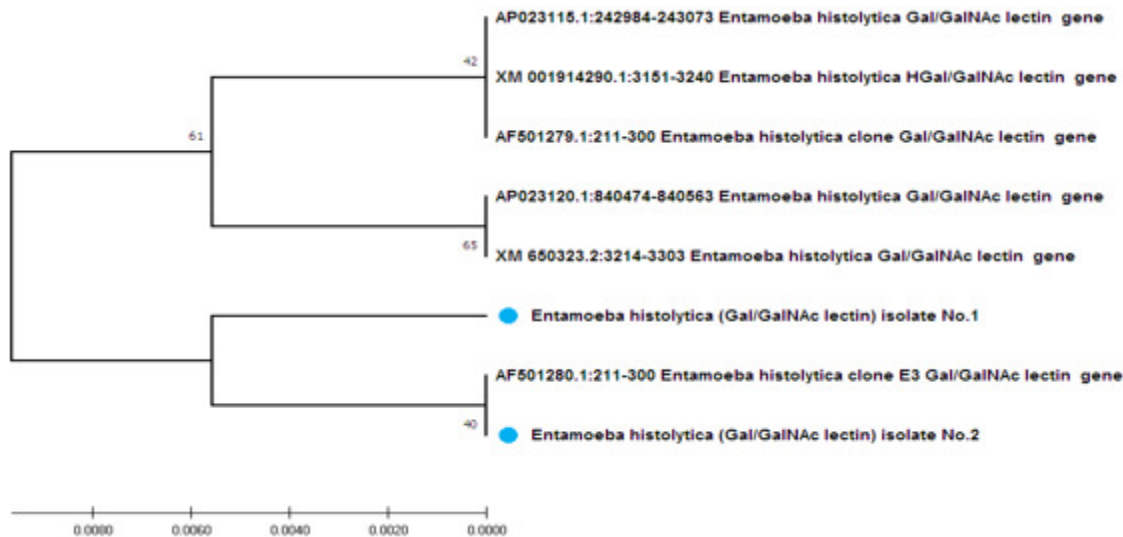 AP023115.1:242984-243073 Entamoeba histolytica Gal/GalNAc lectin gene
42
XM 001914290.1:3151-3240 Entamoeba histolytica HGal/GalNAc lectin gene
61
AF501279.1:211-300 Entamoeba histolytica clone Gal/GalNAc lectin gene
AP023120.1:840474-840563 Entamoeba histolytica Gal/GalNAc lectin gene
65
XM 650323.2:3214-3303 Entamoeba histolytica Gal/GalNAc lectin gene
Entamoeba histolytica (Gal/GalNAc lectin) isolate No.1
AF501280.1:211-300 Entamoeba histolytica clone E3 Gal/GalNAc lectin gene
40
Entamoeba histolytica (Gal/GalNAc lectin) isolate No.2
0.0080 0.0060 0.0040 0.0020 0.0000